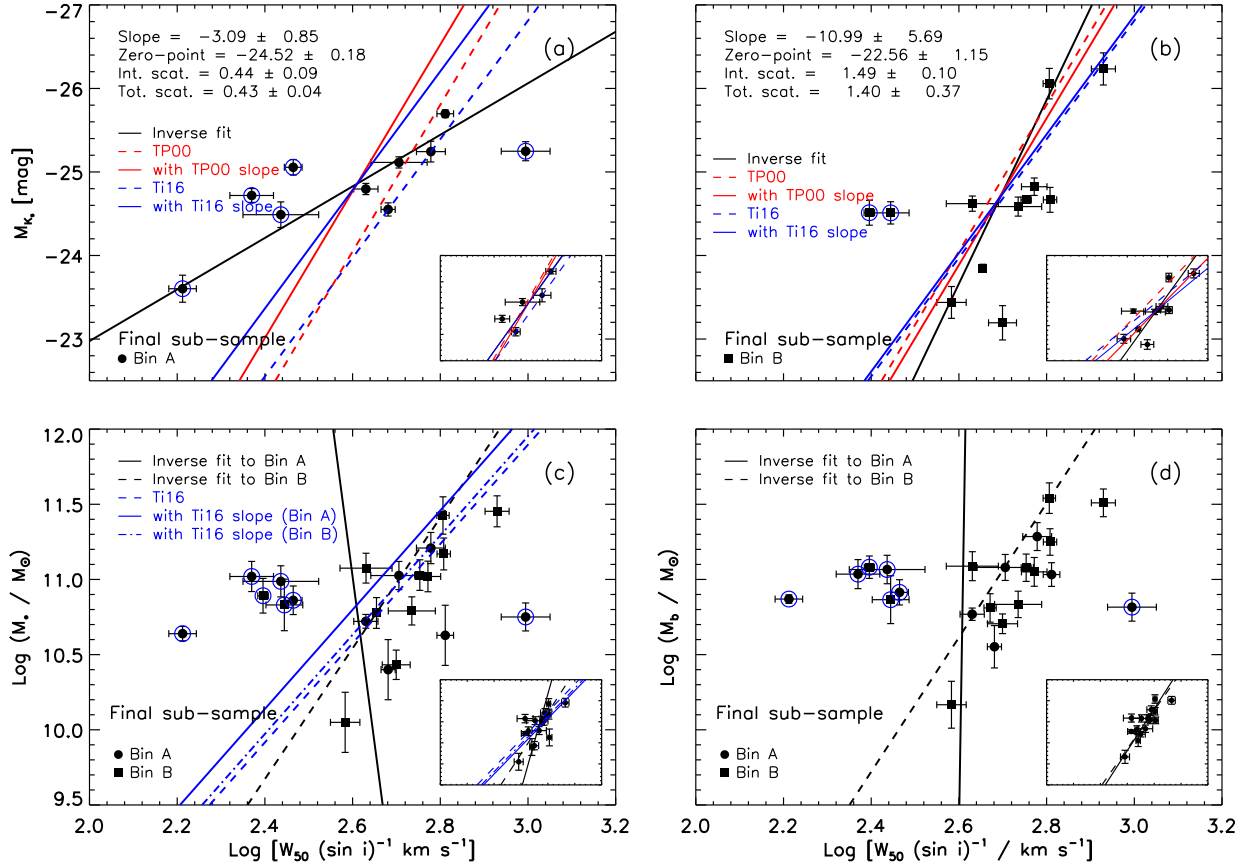 -27
-26
-25
-24
-23
M_Ks [mag]
(a)
Slope = -3.09 ± 0.85
Zero-point = -24.52 ± 0.18
Int. scat. = 0.44 ± 0.09
Tot. scat. = 0.43 ± 0.04
Inverse fit
TP00
with TP00 slope
Ti16
with Ti16 slope
Final sub-sample
Bin A
(b)
Slope = -10.99 ± 5.69
Zero-point = -22.56 ± 1.15
Int. scat. = 1.49 ± 0.10
Tot. scat. = 1.40 ± 0.37
Inverse fit
TP00
with TP00 slope
Ti16
with Ti16 slope
Final sub-sample
Bin B
12.0
11.5
11.0
10.5
10.0
9.5
Log (M⋆ / M⊙)
(c)
Inverse fit to Bin A
Inverse fit to Bin B
Ti16
with Ti16 slope (Bin A)
with Ti16 slope (Bin B)
Final sub-sample
Bin A
Bin B
2.0 2.2 2.4 2.6 2.8 3.0 3.2
Log [W₅₀ (sin i)⁻¹ km s⁻¹]
Log (M_b / M⊙)
(d)
Inverse fit to Bin A
Inverse fit to Bin B
Final sub-sample
Bin A
Bin B
2.0 2.2 2.4 2.6 2.8 3.0 3.2
Log [W₅₀ (sin i)⁻¹ / km s⁻¹]